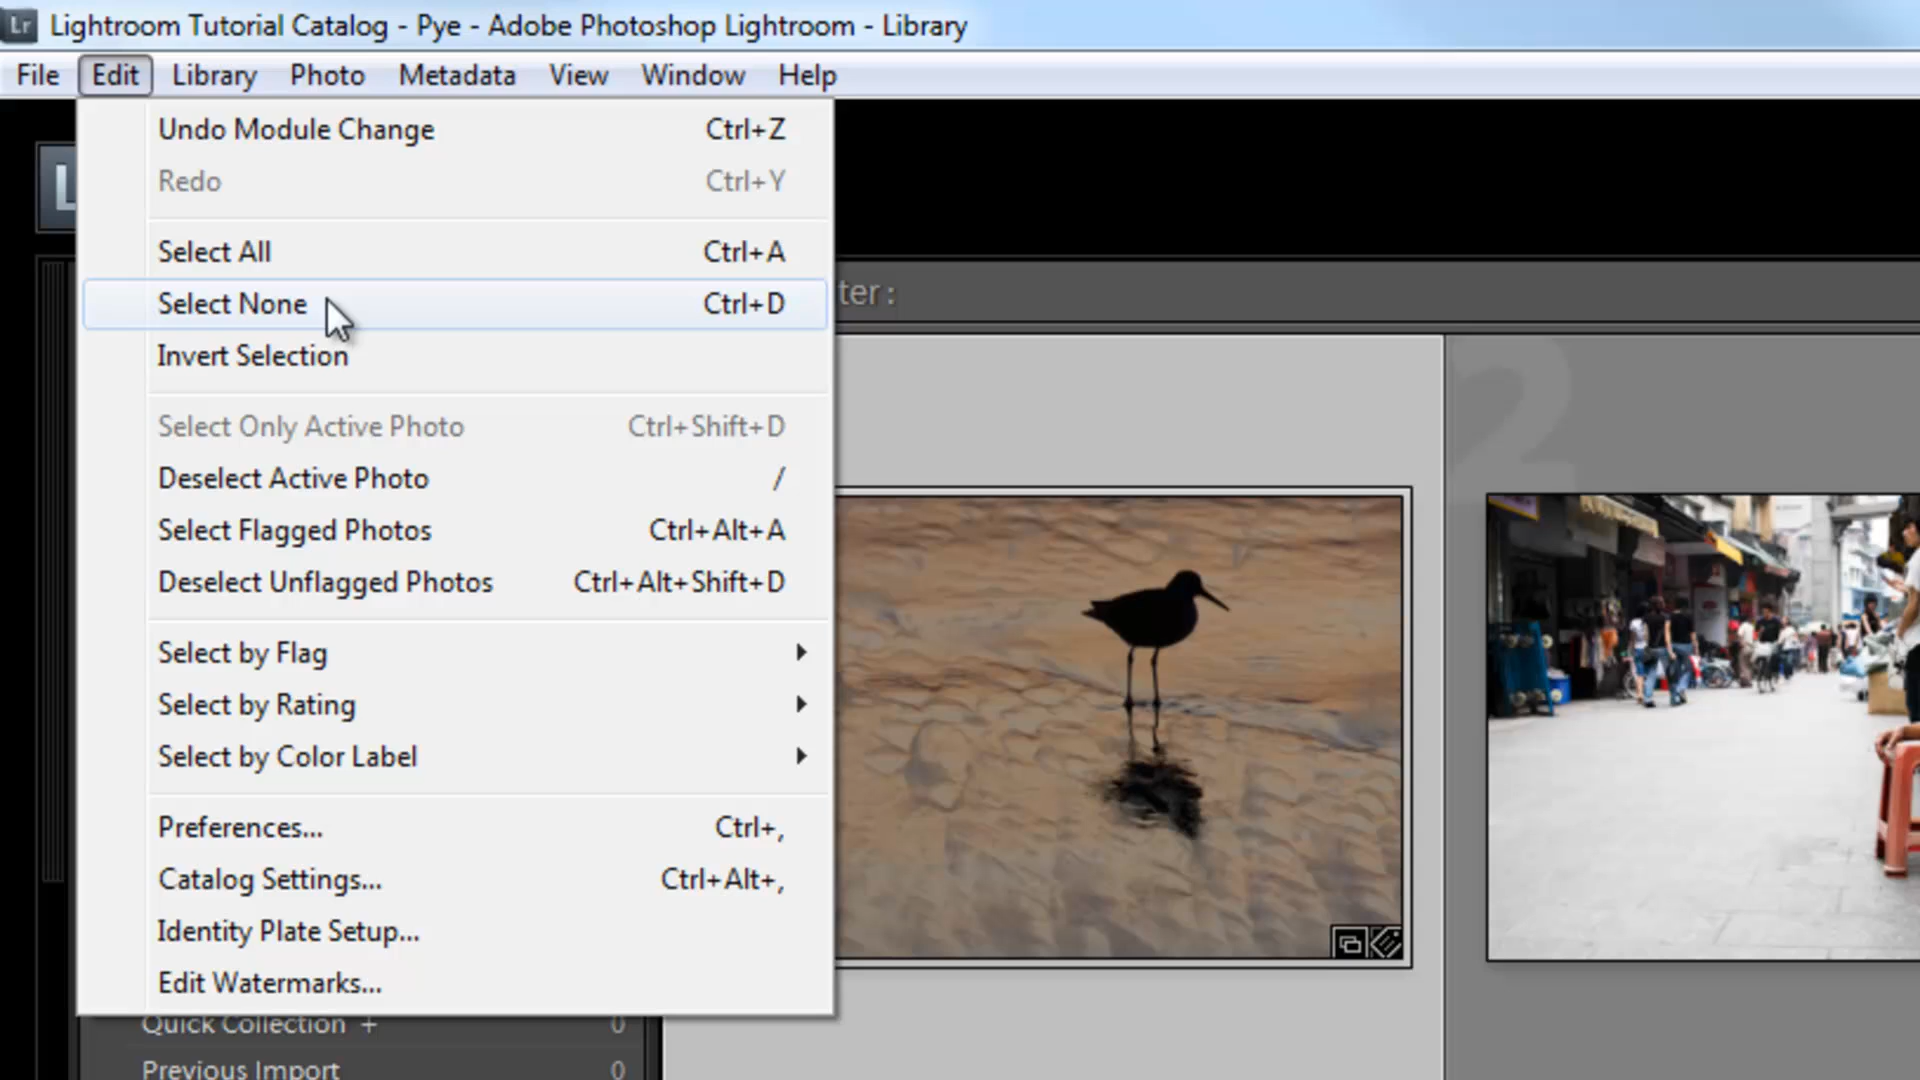 Lr Lightroom Tutorial Catalog - Pye - Adobe Photoshop Lightroom - Library
File Edit Library Photo Metadata View Window Help
Undo Module Change Ctrl+Z
Redo Ctrl+Y
L
Select All Ctrl+A
Select None Ctrl+D
ter :
Invert Selection
2
Select Only Active Photo Ctrl+Shift+D
Deselect Active Photo /
Select Flagged Photos Ctrl+Alt+A
Deselect Unflagged Photos Ctrl+Alt+Shift+D
Select by Flag
Select by Rating
Select by Color Label
Preferences... Ctrl+,
Catalog Settings... Ctrl+Alt+,
Identity Plate Setup...
Edit Watermarks...
Quick Collection + 0
Previous Import 0